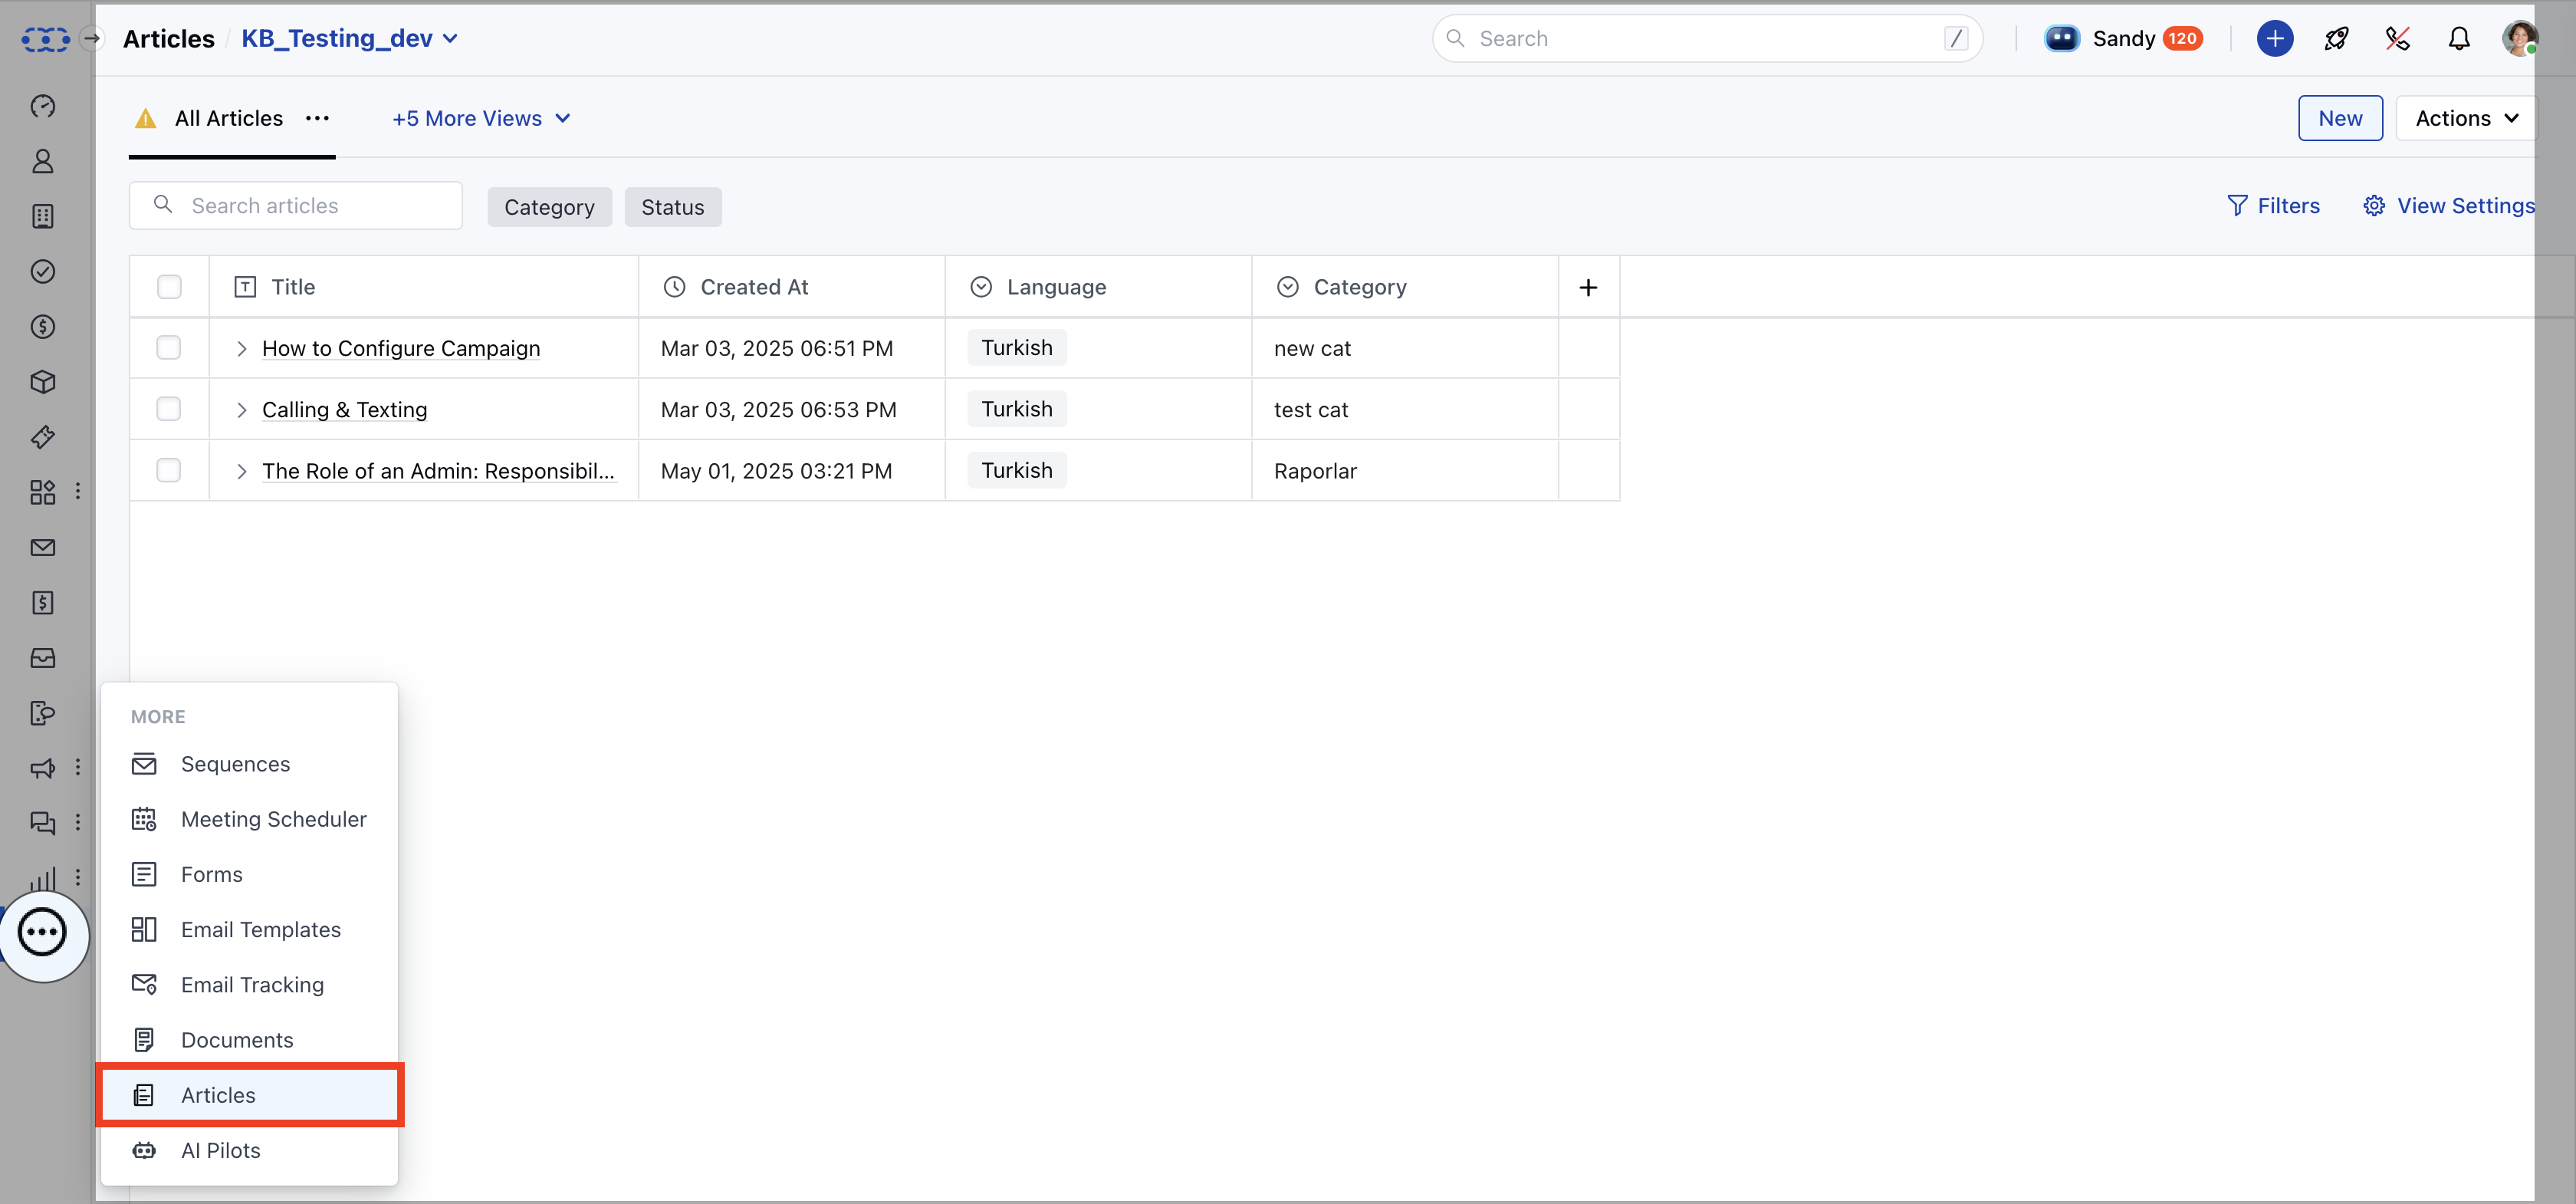 Articles / KB_Testing_dev
Search /
Sandy 120
All Articles
+5 More Views
New
Actions
Search articles
Category
Status
Filters
View Settings
Title
Created At
Language
Category
+
How to Configure Campaign
Mar 03, 2025 06:51 PM
Turkish
new cat
Calling & Texting
Mar 03, 2025 06:53 PM
Turkish
test cat
The Role of an Admin: Responsibil...
May 01, 2025 03:21 PM
Turkish
Raporlar
MORE
Sequences
Meeting Scheduler
Forms
Email Templates
Email Tracking
Documents
Articles
AI Pilots